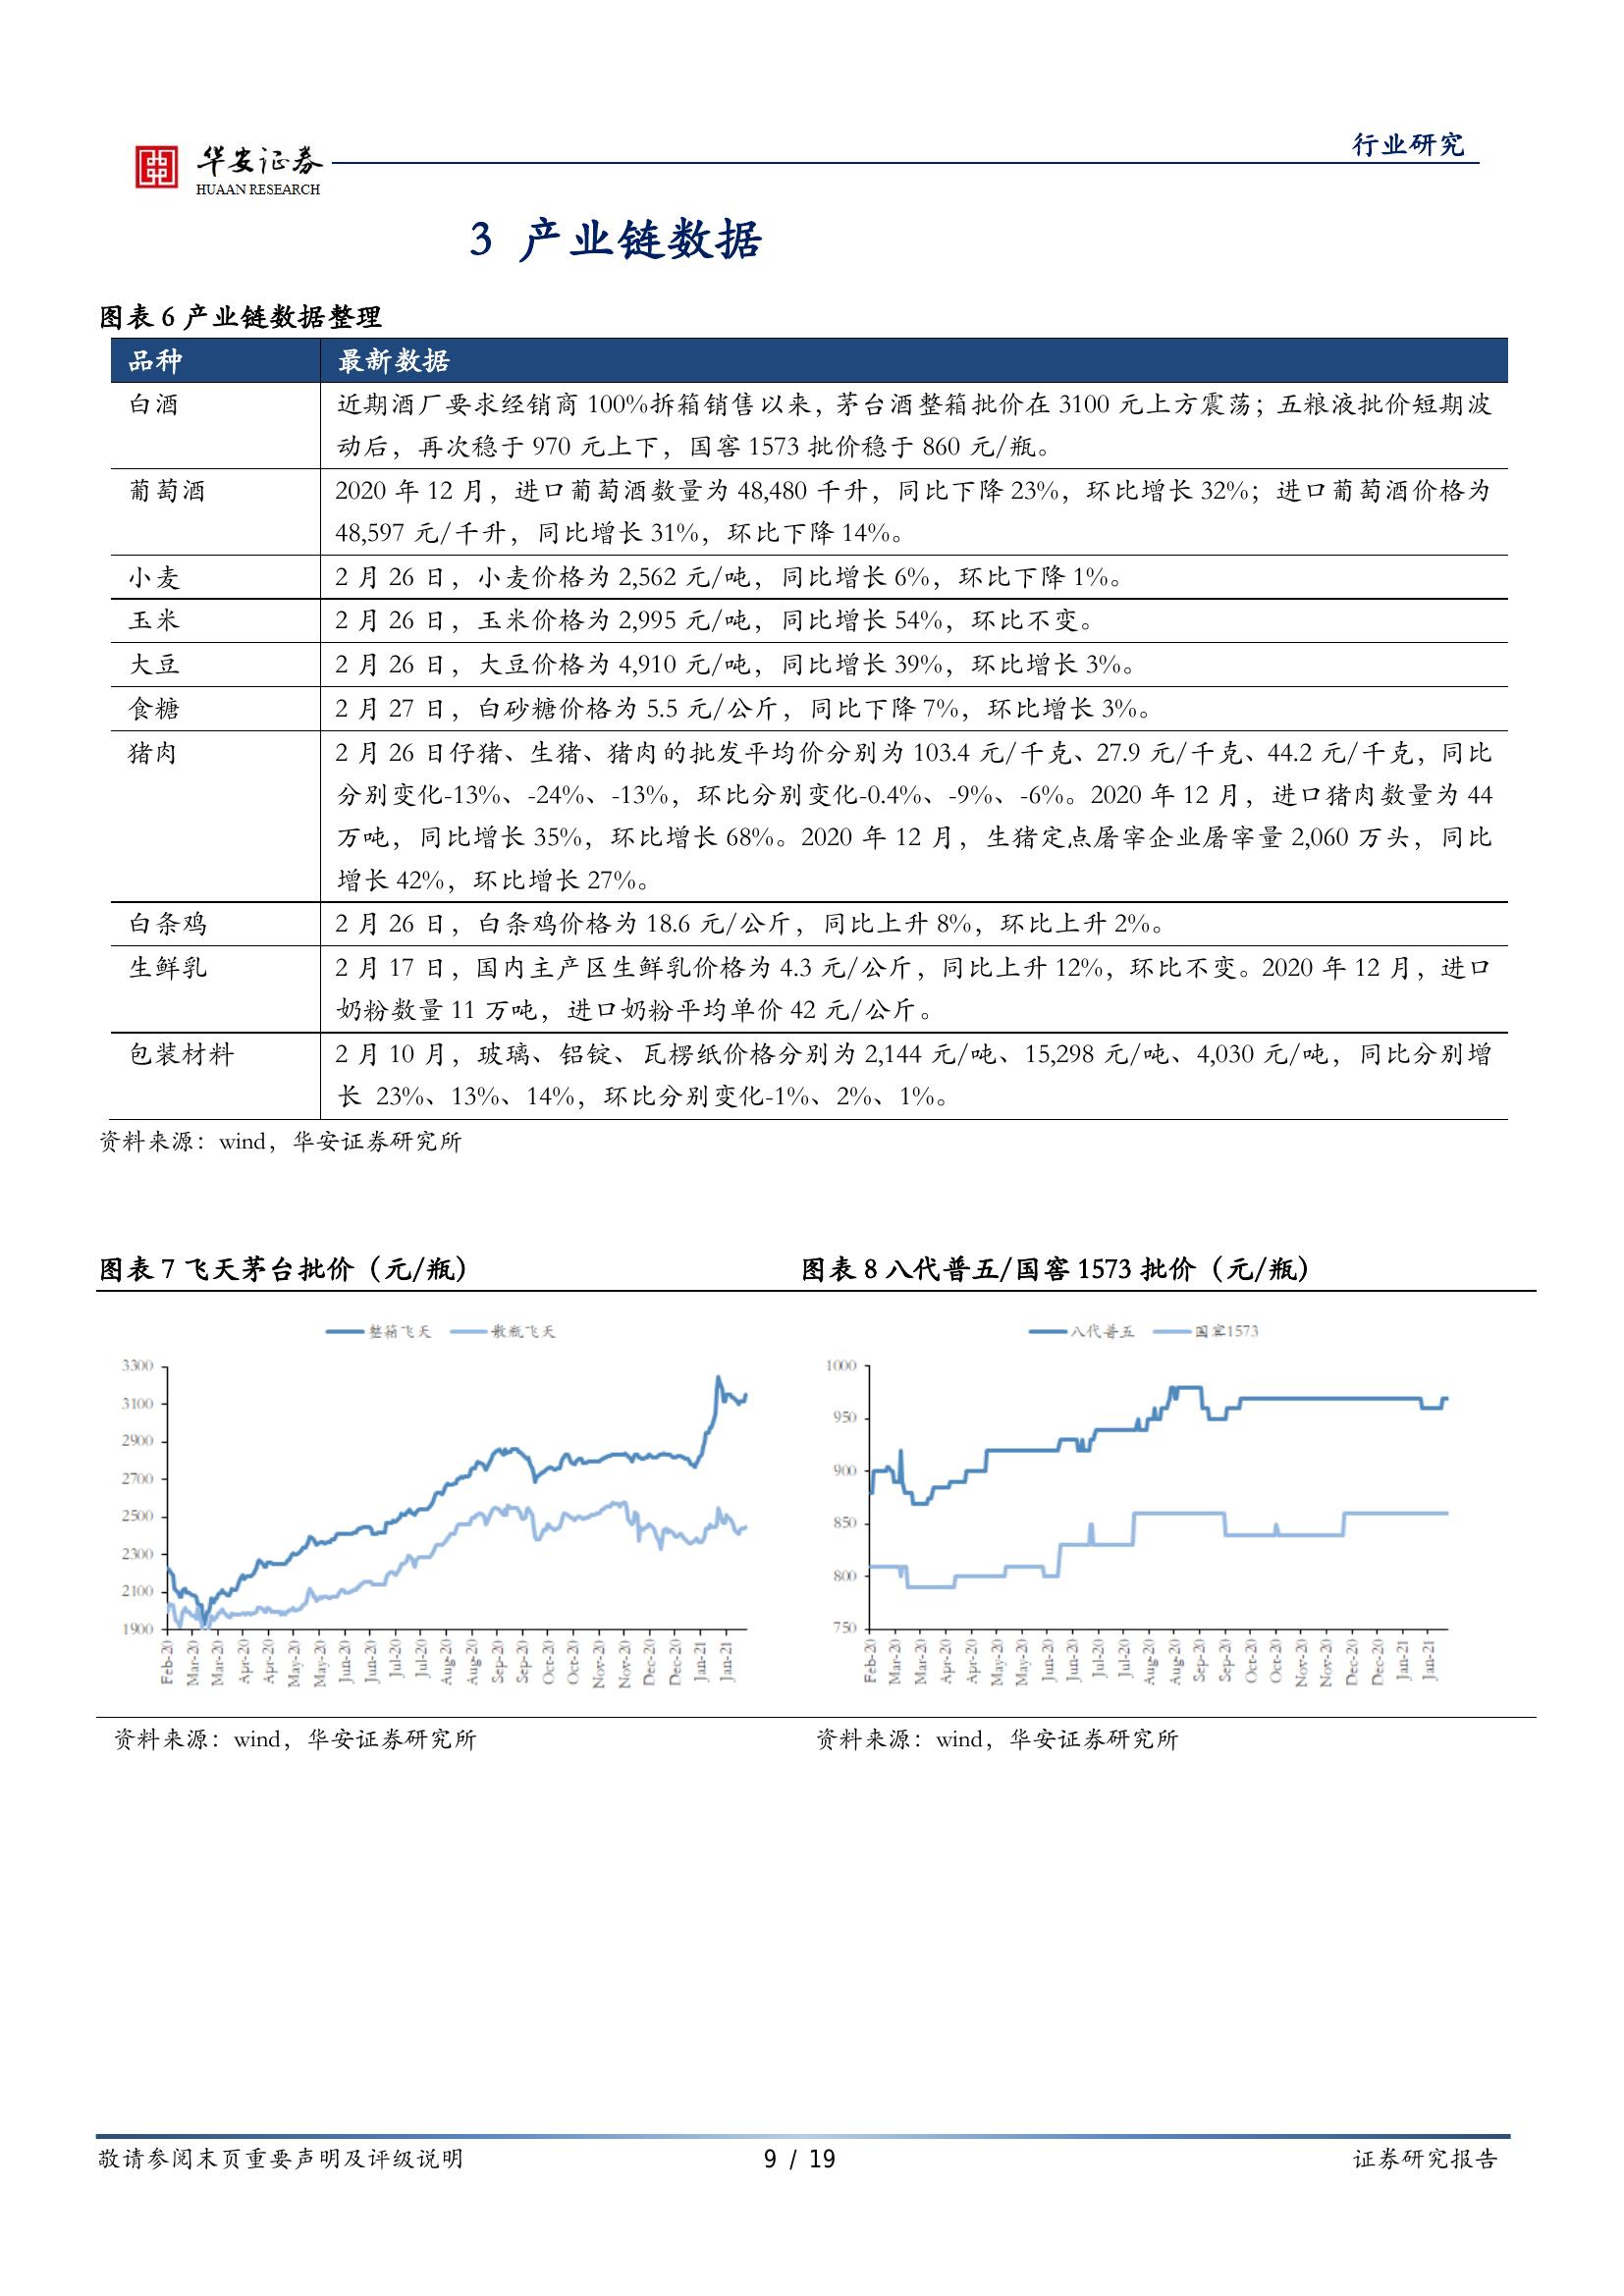 华安证券
HUAAN RESEARCH
行业研究
3 产业链数据
图表 6 产业链数据整理
品种 最新数据
白酒 近期酒厂要求经销商 100%拆箱销售以来，茅台酒整箱批价在 3100 元上方震荡；五粮液批价短期波
动后，再次稳于 970 元上下，国窖 1573 批价稳于 860 元/瓶。
葡萄酒 2020 年 12 月，进口葡萄酒数量为 48,480 千升，同比下降 23%，环比增长 32%；进口葡萄酒价格为
48,597 元/千升，同比增长 31%，环比下降 14%。
小麦 2 月 26 日，小麦价格为 2,562 元/吨，同比增长 6%，环比下降 1%。
玉米 2 月 26 日，玉米价格为 2,995 元/吨，同比增长 54%，环比不变。
大豆 2 月 26 日，大豆价格为 4,910 元/吨，同比增长 39%，环比增长 3%。
食糖 2 月 27 日，白砂糖价格为 5.5 元/公斤，同比下降 7%，环比增长 3%。
猪肉 2 月 26 日仔猪、生猪、猪肉的批发平均价分别为 103.4 元/千克、27.9 元/千克、44.2 元/千克，同比
分别变化-13%、-24%、-13%，环比分别变化-0.4%、-9%、-6%。2020 年 12 月，进口猪肉数量为 44
万吨，同比增长 35%，环比增长 68%。2020 年 12 月，生猪定点屠宰企业屠宰量 2,060 万头，同比
增长 42%，环比增长 27%。
白条鸡 2 月 26 日，白条鸡价格为 18.6 元/公斤，同比上升 8%，环比上升 2%。
生鲜乳 2 月 17 日，国内主产区生鲜乳价格为 4.3 元/公斤，同比上升 12%，环比不变。2020 年 12 月，进口
奶粉数量 11 万吨，进口奶粉平均单价 42 元/公斤。
包装材料 2 月 10 月，玻璃、铝锭、瓦楞纸价格分别为 2,144 元/吨、15,298 元/吨、4,030 元/吨，同比分别增
长 23%、13%、14%，环比分别变化-1%、2%、1%。
资料来源：wind，华安证券研究所
图表 7 飞天茅台批价（元/瓶）
整箱飞天 散瓶飞天
3300
3100
2900
2700
2500
2300
2100
1900
Feb-20 Mar-20 Mar-20 Apr-20 Apr-20 May-20 May-20 Jun-20 Jun-20 Jul-20 Jul-20 Aug-20 Aug-20 Sep-20 Sep-20 Oct-20 Oct-20 Nov-20 Nov-20 Dec-20 Dec-20 Jan-21 Jan-21
资料来源：wind，华安证券研究所
图表 8 八代普五/国窖 1573 批价（元/瓶）
八代普五 国窖1573
1000
950
900
850
800
750
Feb-20 Mar-20 Mar-20 Apr-20 Apr-20 May-20 May-20 Jun-20 Jun-20 Jul-20 Jul-20 Aug-20 Aug-20 Sep-20 Sep-20 Oct-20 Oct-20 Nov-20 Nov-20 Dec-20 Dec-20 Jan-21 Jan-21
资料来源：wind，华安证券研究所
敬请参阅末页重要声明及评级说明 9 / 19 证券研究报告